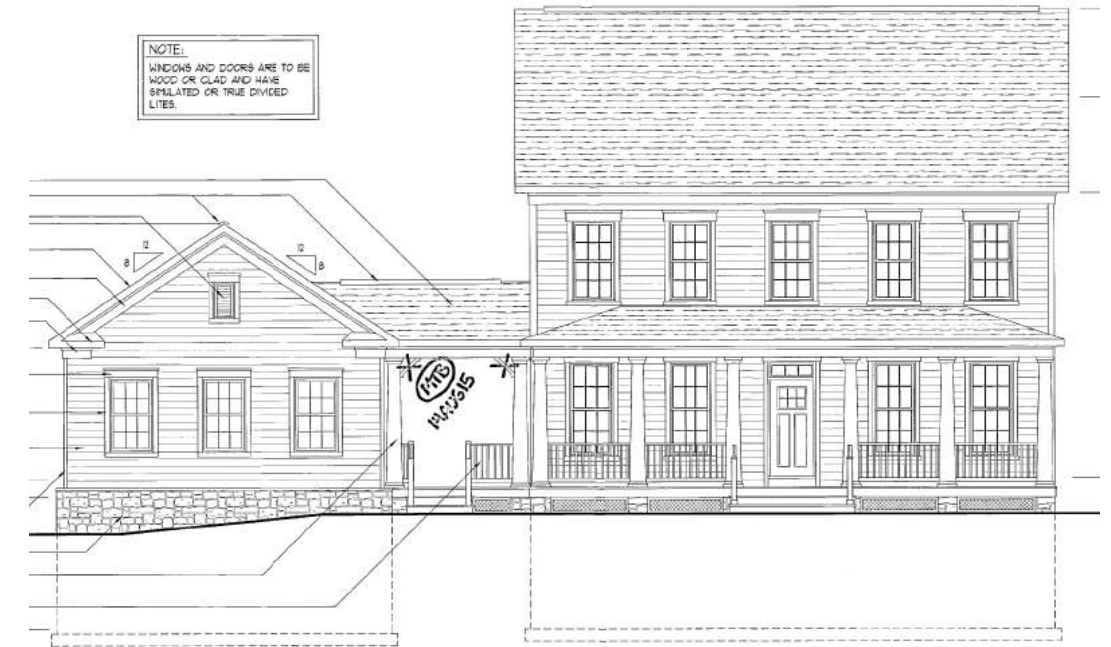 NOTE:
WINDOWS AND DOORS ARE TO BE
WOOD OR CLAD AND HAVE
SIMULATED OR TRUE DIVIDED
LITES.
12
8
12
8
MTB